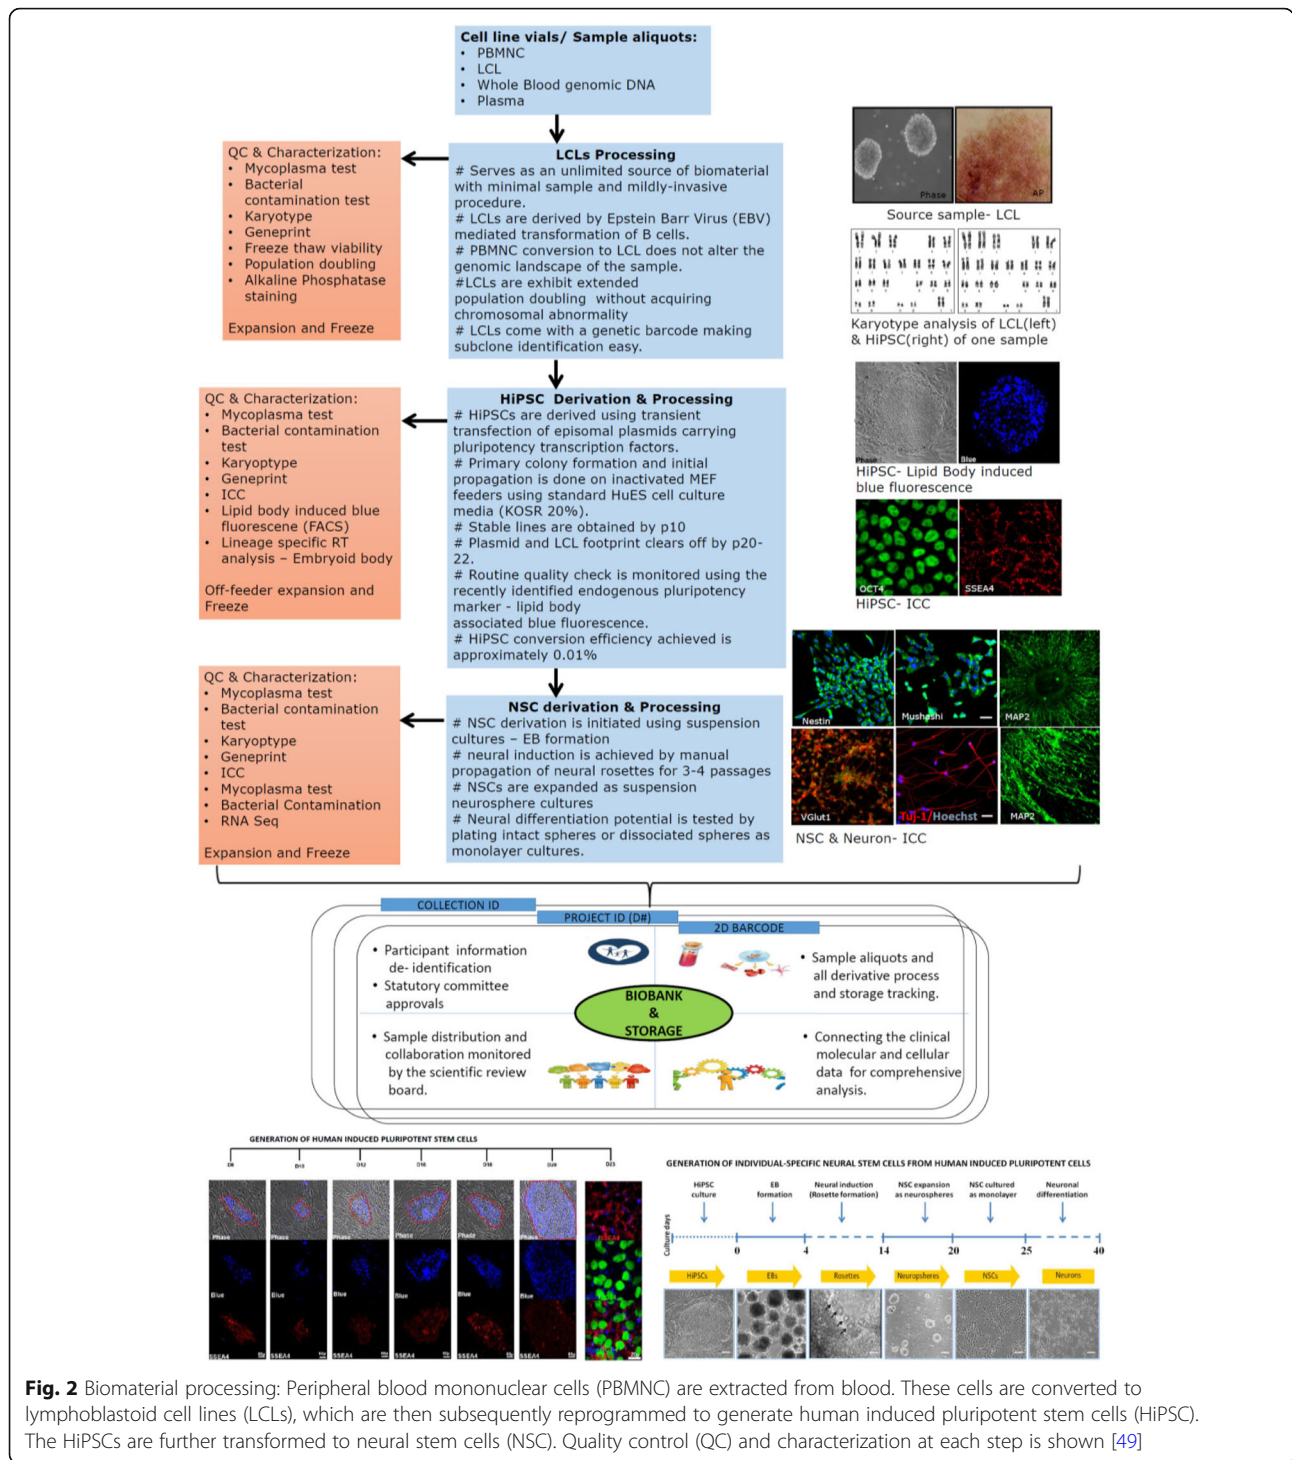 Cell line vials/ Sample aliquots:
• PBMNC
• LCL
• Whole Blood genomic DNA
• Plasma
QC & Characterization:
• Mycoplasma test
• Bacterial
contamination test
• Karyotype
• Geneprint
• Freeze thaw viability
• Population doubling
• Alkaline Phosphatase
staining
Expansion and Freeze
LCLs Processing
# Serves as an unlimited source of biomaterial
with minimal sample and mildly-invasive
procedure.
# LCLs are derived by Epstein Barr Virus (EBV)
mediated transformation of B cells.
# PBMNC conversion to LCL does not alter the
genomic landscape of the sample.
#LCLs are exhibit extended
population doubling without acquiring
chromosomal abnormality
# LCLs come with a genetic barcode making
subclone identification easy.
Phase
AP
Source sample- LCL
Karyotype analysis of LCL(left)
& HiPSC(right) of one sample
QC & Characterization:
• Mycoplasma test
• Bacterial contamination
test
• Karyoptype
• Geneprint
• ICC
• Lipid body induced blue
fluorescene (FACS)
• Lineage specific RT
analysis – Embryoid body
Off-feeder expansion and
Freeze
HiPSC Derivation & Processing
# HiPSCs are derived using transient
transfection of episomal plasmids carrying
pluripotency transcription factors.
# Primary colony formation and initial
propagation is done on inactivated MEF
feeders using standard HuES cell culture
media (KOSR 20%).
# Stable lines are obtained by p10
# Plasmid and LCL footprint clears off by p20-
22.
# Routine quality check is monitored using the
recently identified endogenous pluripotency
marker - lipid body
associated blue fluorescence.
# HiPSC conversion efficiency achieved is
approximately 0.01%
Phase
Blue
HiPSC- Lipid Body induced
blue fluorescence
OCT4
SSEA4
HiPSC- ICC
QC & Characterization:
• Mycoplasma test
• Bacterial contamination
test
• Karyoptype
• Geneprint
• ICC
• Mycoplasma test
• Bacterial Contamination
• RNA Seq
Expansion and Freeze
NSC derivation & Processing
# NSC derivation is initiated using suspension
cultures – EB formation
# neural induction is achieved by manual
propagation of neural rosettes for 3-4 passages
# NSCs are expanded as suspension
neurosphere cultures
# Neural differentiation potential is tested by
plating intact spheres or dissociated spheres as
monolayer cultures.
Nestin
Mushashi
MAP2
VGlut1
Tuj-1/Hoechst
MAP2
NSC & Neuron- ICC
COLLECTION ID
PROJECT ID (D#)
2D BARCODE
• Participant information
de- identification
• Statutory committee
approvals
• Sample aliquots and
all derivative process
and storage tracking.
BIOBANK
&
STORAGE
• Sample distribution and
collaboration monitored
by the scientific review
board.
• Connecting the clinical
molecular and cellular
data for comprehensive
analysis.
GENERATION OF HUMAN INDUCED PLURIPOTENT STEM CELLS
D12
D16
Phase
Phase
Phase
Phase
Phase
Phase
Blue
Blue
Blue
Blue
Blue
Blue
SSEA4
SSEA4
SSEA4
SSEA4
SSEA4
SSEA4
SSEA4
GENERATION OF INDIVIDUAL-SPECIFIC NEURAL STEM CELLS FROM HUMAN INDUCED PLURIPOTENT CELLS
HiPSC
culture
EB
formation
Neural induction
(Rosette formation)
NSC expansion
as neurospheres
NSC cultured
as monolayer
Neuronal
differentiation
Culture days
0 4 14 20 25 40
HiPSCs
EBs
Rosettes
Neuropsheres
NSCs
Neurons
Fig. 2 Biomaterial processing: Peripheral blood mononuclear cells (PBMNC) are extracted from blood. These cells are converted to
lymphoblastoid cell lines (LCLs), which are then subsequently reprogrammed to generate human induced pluripotent stem cells (HiPSC).
The HiPSCs are further transformed to neural stem cells (NSC). Quality control (QC) and characterization at each step is shown [49]